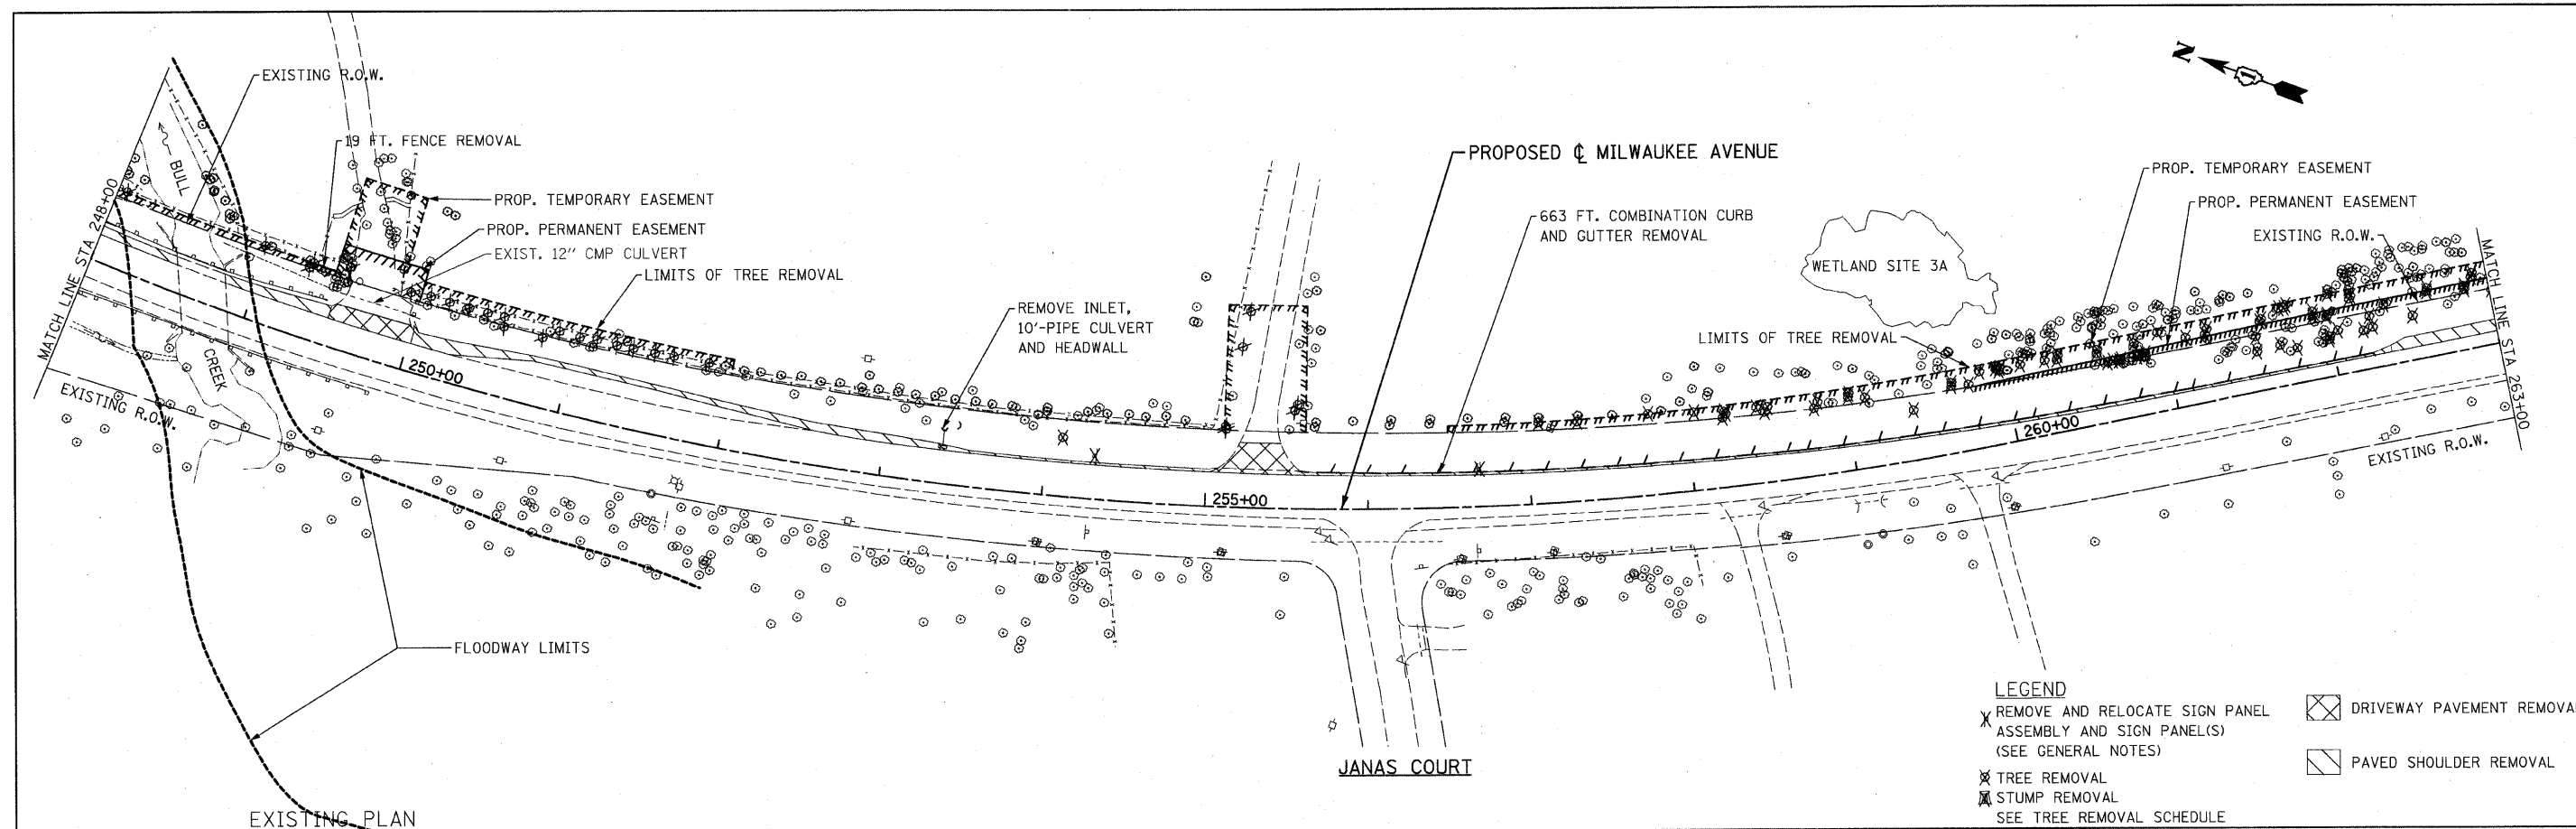 EXISTING R.O.W.
19 FT. FENCE REMOVAL
BULL
CREEK
MATCH LINE STA 248+00
EXISTING R.O.W.
PROP. TEMPORARY EASEMENT
PROP. PERMANENT EASEMENT
EXIST. 12" CMP CULVERT
LIMITS OF TREE REMOVAL
250+00
REMOVE INLET,
10'-PIPE CULVERT
AND HEADWALL
PROPOSED ℄ MILWAUKEE AVENUE
663 FT. COMBINATION CURB
AND GUTTER REMOVAL
255+00
WETLAND SITE 3A
LIMITS OF TREE REMOVAL
N
PROP. TEMPORARY EASEMENT
PROP. PERMANENT EASEMENT
EXISTING R.O.W.
260+00
MATCH LINE STA 263+00
EXISTING R.O.W.
FLOODWAY LIMITS
JANAS COURT
EXISTING PLAN
LEGEND
REMOVE AND RELOCATE SIGN PANEL
ASSEMBLY AND SIGN PANEL(S)
(SEE GENERAL NOTES)
TREE REMOVAL
STUMP REMOVAL
SEE TREE REMOVAL SCHEDULE
DRIVEWAY PAVEMENT REMOVAL
PAVED SHOULDER REMOVAL